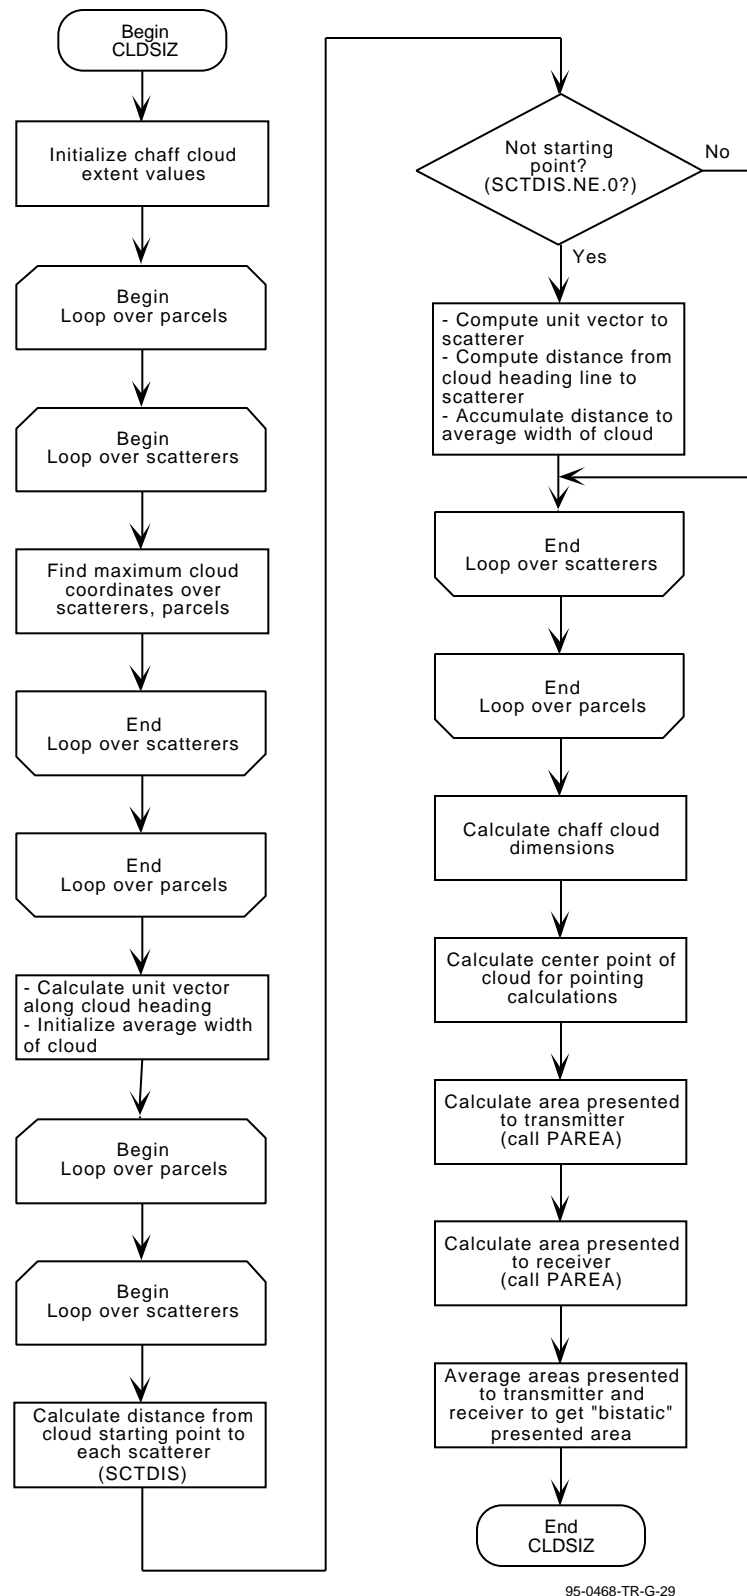 Begin
CLDSIZ
Initialize chaff cloud
extent values
Begin
Loop over parcels
Begin
Loop over scatterers
Find maximum cloud
coordinates over
scatterers, parcels
End
Loop over scatterers
End
Loop over parcels
- Calculate unit vector
along cloud heading
- Initialize average width
of cloud
Begin
Loop over parcels
Begin
Loop over scatterers
Calculate distance from
cloud starting point to
each scatterer
(SCTDIS)
Not starting
point?
(SCTDIS.NE.0?)
No
Yes
- Compute unit vector to
scatterer
- Compute distance from
cloud heading line to
scatterer
- Accumulate distance to
average width of cloud
End
Loop over scatterers
End
Loop over parcels
Calculate chaff cloud
dimensions
Calculate center point of
cloud for pointing
calculations
Calculate area presented
to transmitter
(call PAREA)
Calculate area presented
to receiver
(call PAREA)
Average areas presented
to transmitter and
receiver to get "bistatic"
presented area
End
CLDSIZ
95-0468-TR-G-29